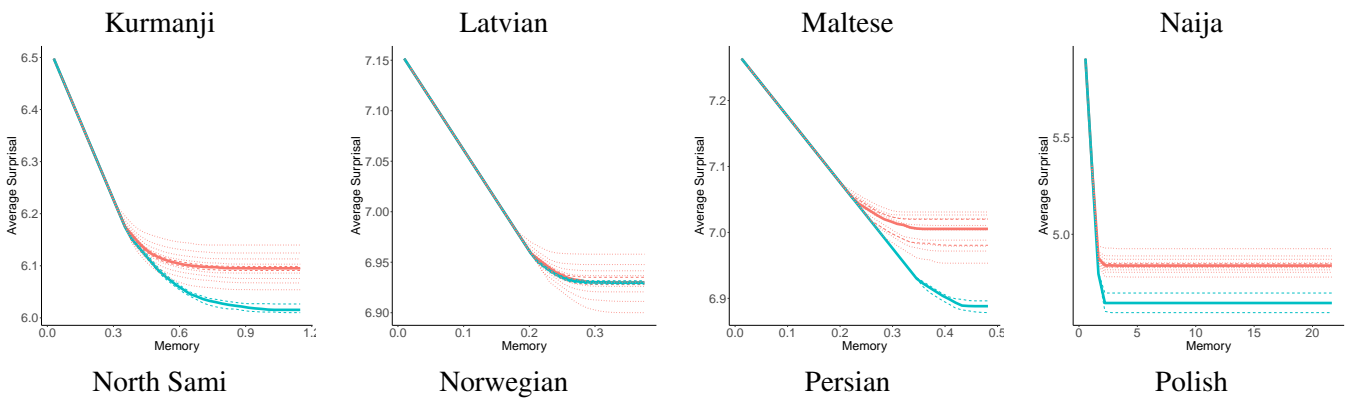 Kurmanji
Latvian
Maltese
Naija
Average Surprisal
6.5
6.4
6.3
6.2
6.1
6.0
0.0
0.3
0.6
0.9
Memory
Average Surprisal
7.15
7.10
7.05
7.00
6.95
6.90
0.0
0.1
0.2
0.3
Memory
Average Surprisal
7.2
7.1
7.0
6.9
0.0
0.1
0.2
0.3
0.4
Memory
Average Surprisal
5.5
5.0
0
5
10
15
20
Memory
North Sami
Norwegian
Persian
Polish